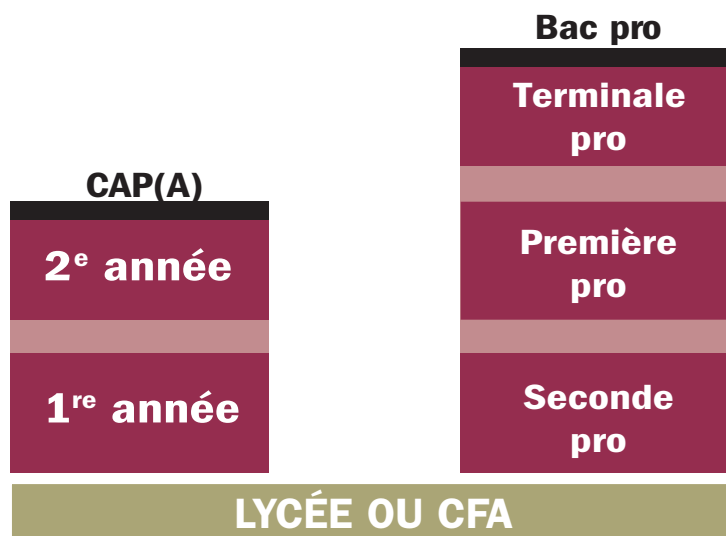 Bac pro
Terminale
pro
CAP(A)
2e année
Première
pro
1re année
Seconde
pro
LYCÉE OU CFA